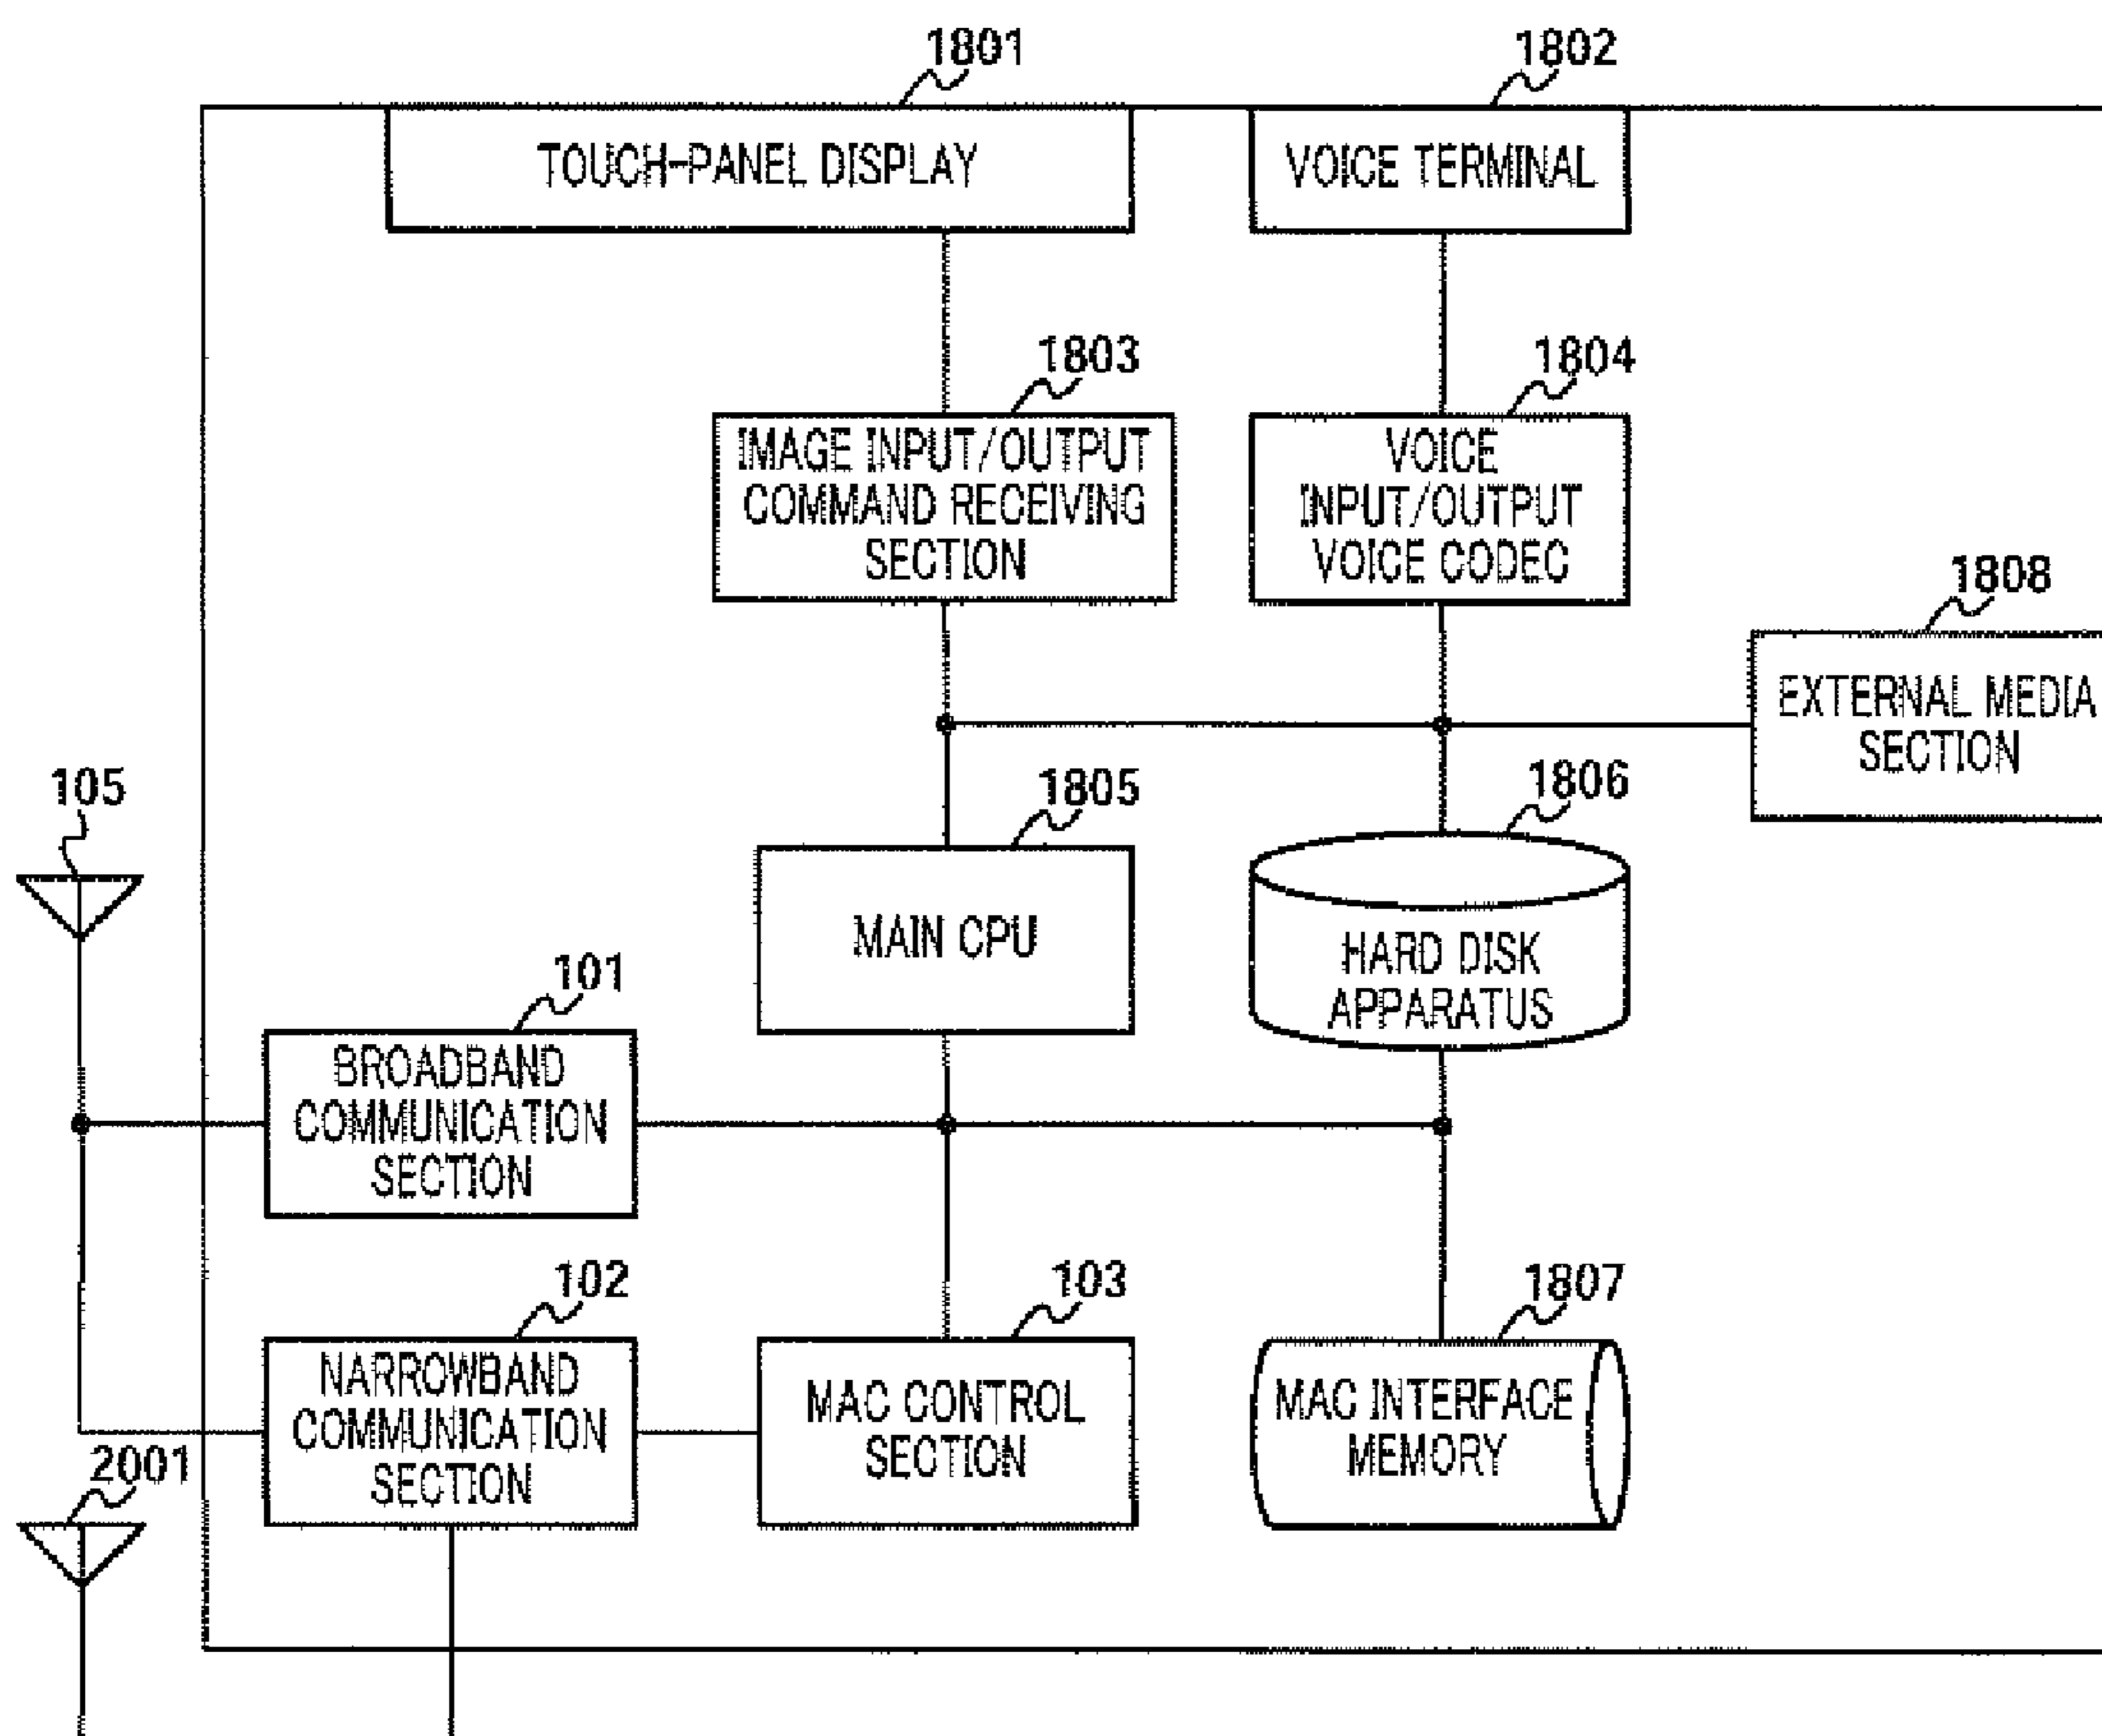 1801
1802
TOUCH-PANEL DISPLAY
VOICE TERMINAL
1803
1804
IMAGE INPUT/OUTPUT
COMMAND RECEIVING
SECTION
VOICE
INPUT/OUTPUT
VOICE CODEC
1808
EXTERNAL MEDIA
SECTION
105
1805
1806
MAIN CPU
HARD DISK
APPARATUS
101
BROADBAND
COMMUNICATION
SECTION
102
103
1807
NARROWBAND
COMMUNICATION
SECTION
MAC CONTROL
SECTION
MAC INTERFACE
MEMORY
2001